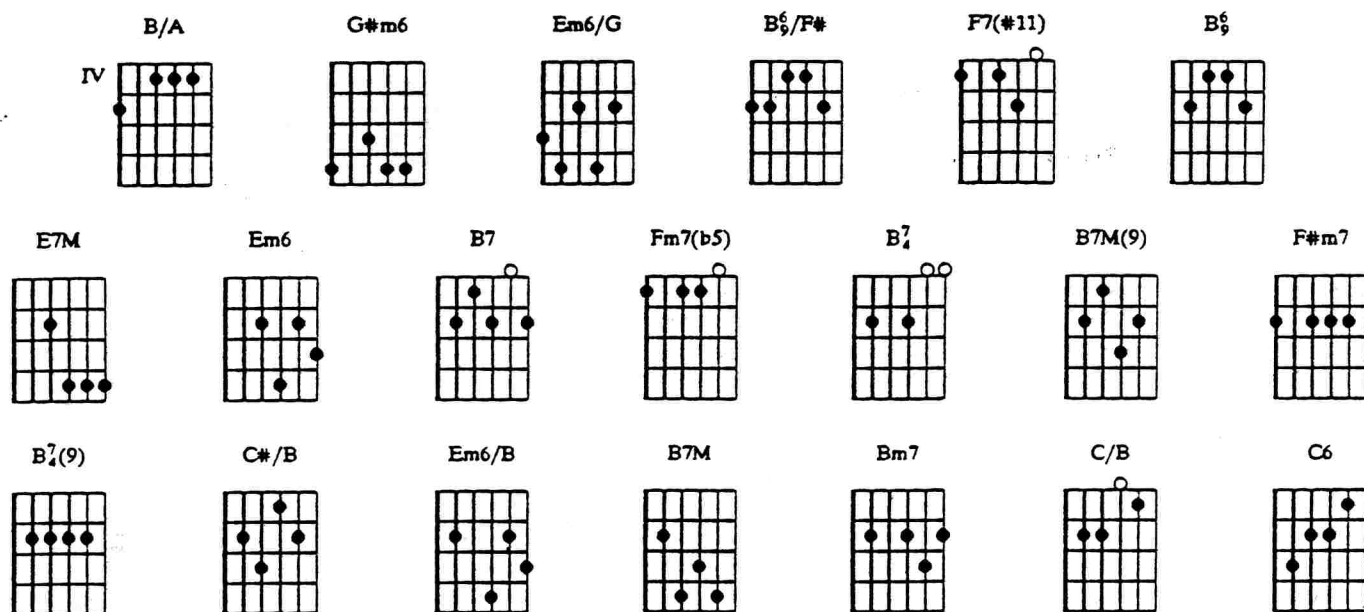 B/A G#m6 Em6/G B6/9/F# F7(#11) B6/9
IV
E7M Em6 B7 Fm7(b5) B7/4 B7M(9) F#m7
B7/4(9) C#/B Em6/B B7M Bm7 C/B C6